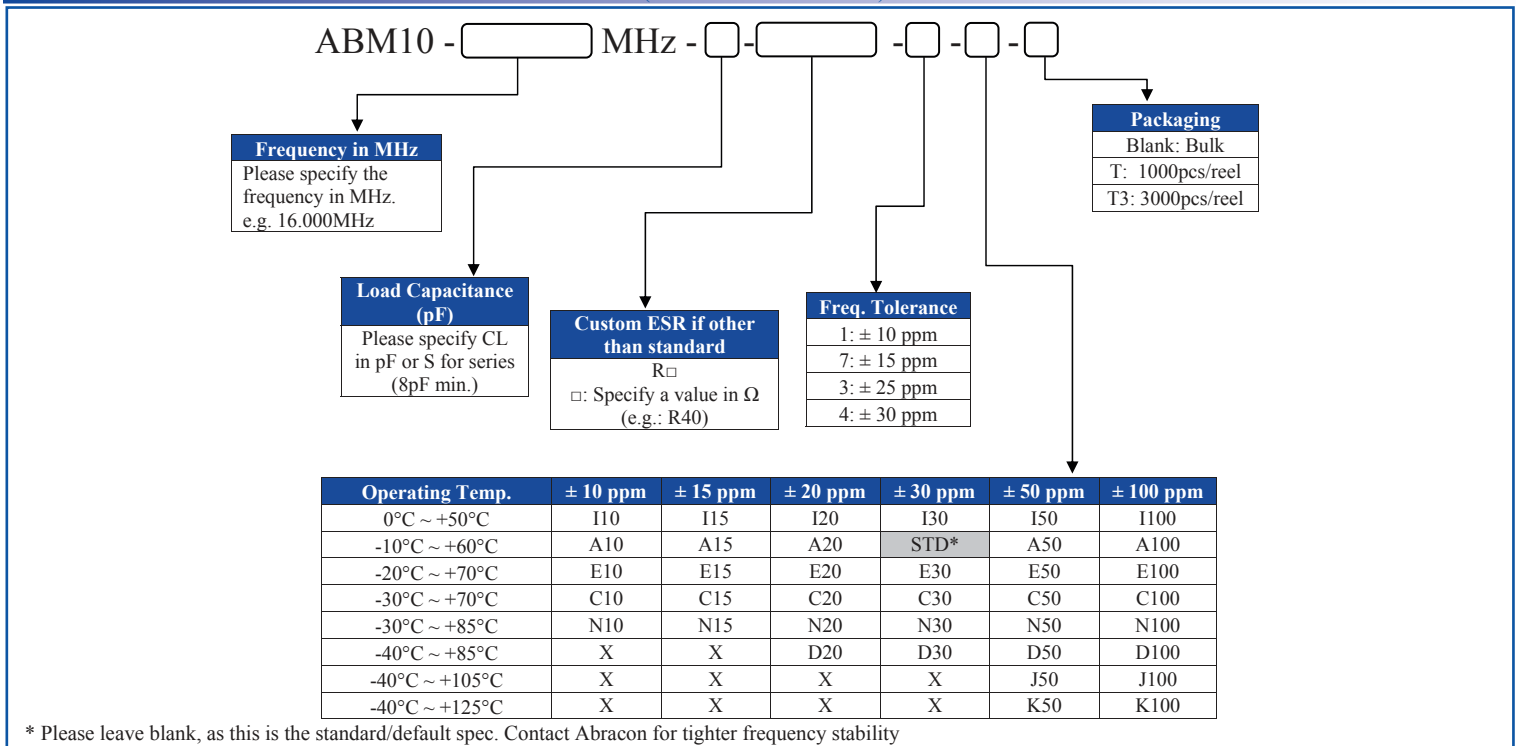 ABM10 - MHz - - - - -
Frequency in MHz
Please specify the
frequency in MHz.
e.g. 16.000MHz
Load Capacitance
(pF)
Please specify CL
in pF or S for series
(8pF min.)
Custom ESR if other
than standard
R□
□: Specify a value in Ω
(e.g.: R40)
Freq. Tolerance
1: ± 10 ppm
7: ± 15 ppm
3: ± 25 ppm
4: ± 30 ppm
Packaging
Blank: Bulk
T: 1000pcs/reel
T3: 3000pcs/reel
Operating Temp. ± 10 ppm ± 15 ppm ± 20 ppm ± 30 ppm ± 50 ppm ± 100 ppm
0°C ~ +50°C I10 I15 I20 I30 I50 I100
-10°C ~ +60°C A10 A15 A20 STD* A50 A100
-20°C ~ +70°C E10 E15 E20 E30 E50 E100
-30°C ~ +70°C C10 C15 C20 C30 C50 C100
-30°C ~ +85°C N10 N15 N20 N30 N50 N100
-40°C ~ +85°C X X D20 D30 D50 D100
-40°C ~ +105°C X X X X J50 J100
-40°C ~ +125°C X X X X K50 K100
* Please leave blank, as this is the standard/default spec. Contact Abracon for tighter frequency stability